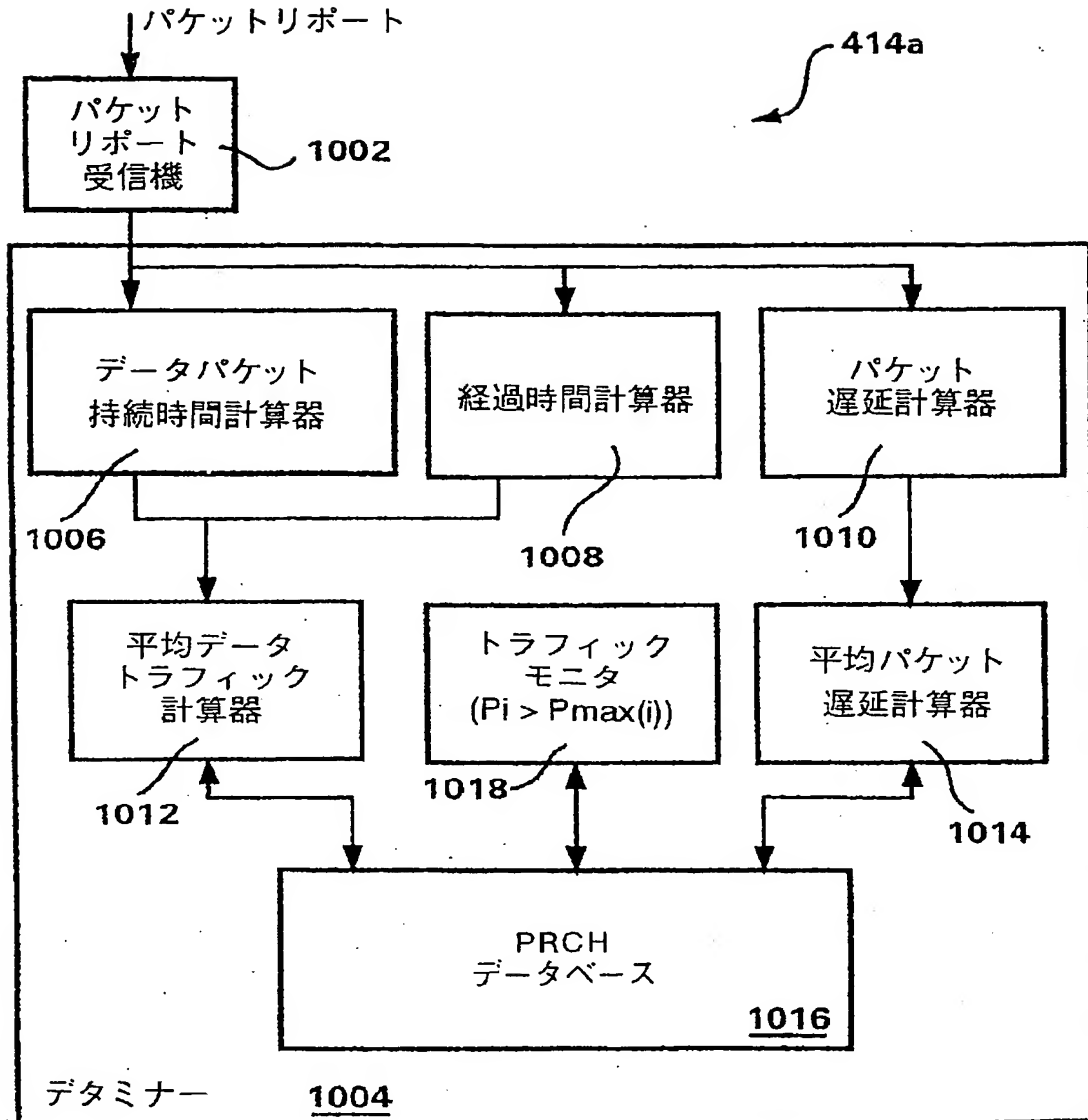 パケットリポート
414a
パケット
リポート
受信機
1002
データパケット
持続時間計算器
経過時間計算器
パケット
遅延計算器
1006
1008
1010
平均データ
トラフィック
計算器
トラフィック
モニタ
(Pi > Pmax(i))
平均パケット
遅延計算器
1012
1018
1014
PRCH
データベース
1016
デタミナー
1004